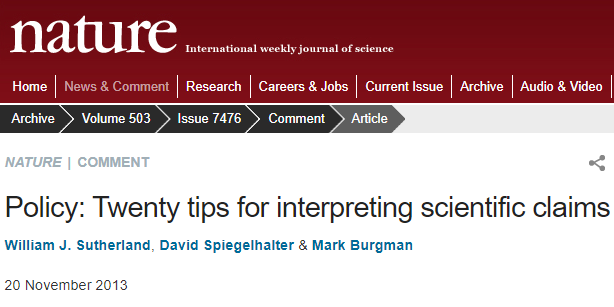 nature International weekly journal of science
Home News & Comment Research Careers & Jobs Current Issue Archive Audio & Video
Archive Volume 503 Issue 7476 Comment Article
NATURE | COMMENT
Policy: Twenty tips for interpreting scientific claims
William J. Sutherland, David Spiegelhalter & Mark Burgman
20 November 2013